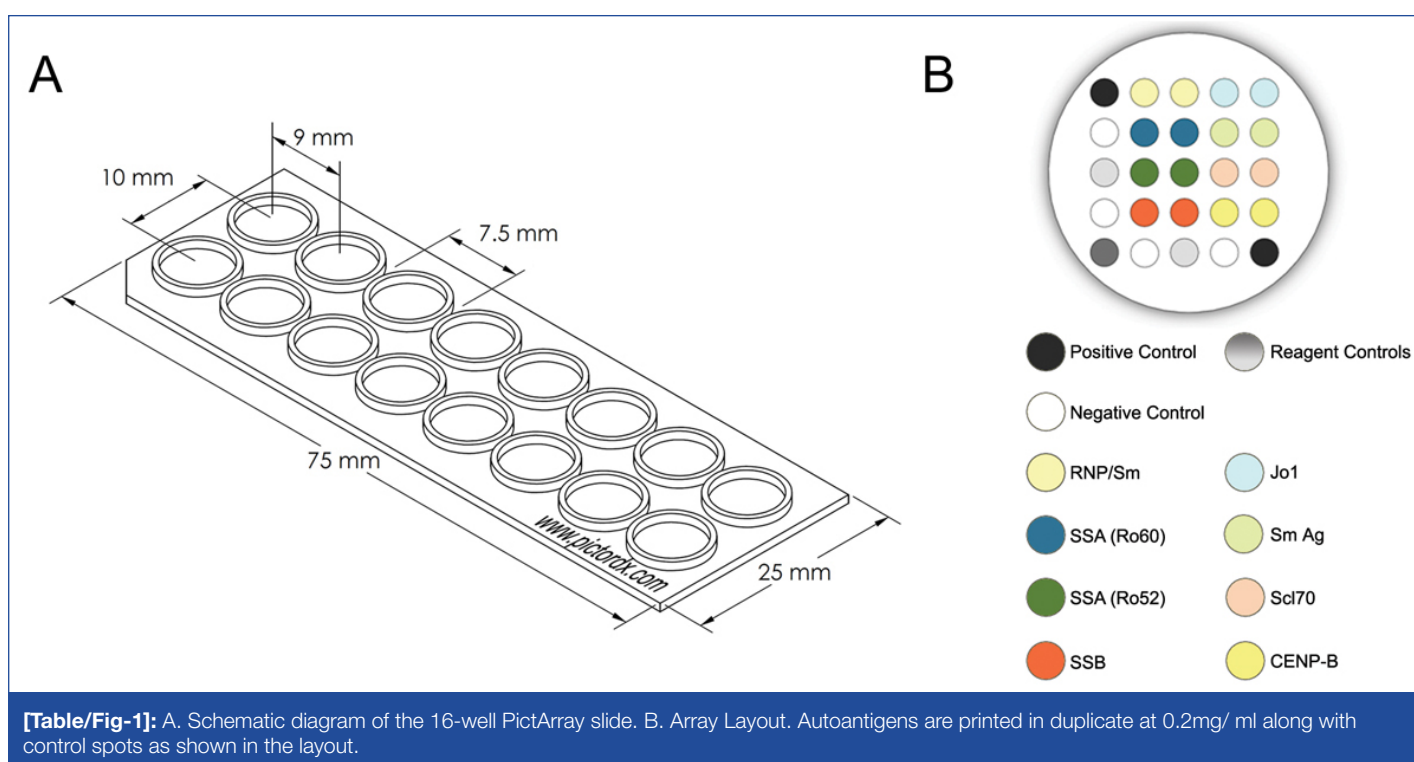 A
9 mm
10 mm
7.5 mm
75 mm
www.pictordx.com
25 mm
B
Positive Control
Reagent Controls
Negative Control
RNP/Sm
Jo1
SSA (Ro60)
Sm Ag
SSA (Ro52)
Scl70
SSB
CENP-B
[Table/Fig-1]: A. Schematic diagram of the 16-well PictArray slide. B. Array Layout. Autoantigens are printed in duplicate at 0.2mg/ ml along with
control spots as shown in the layout.